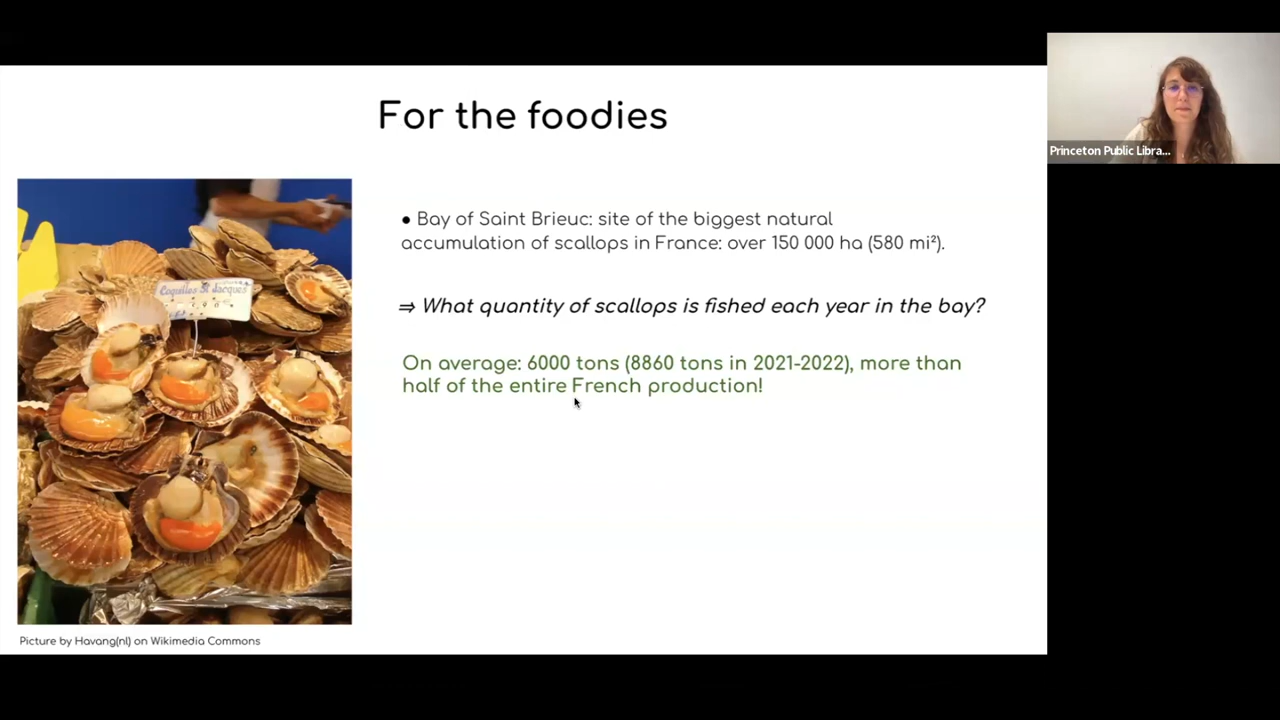 For the foodies
● Bay of Saint Brieuc: site of the biggest natural
accumulation of scallops in France: over 150 000 ha (580 mi²).
⇒ What quantity of scallops is fished each year in the bay?
On average: 6000 tons (8860 tons in 2021-2022), more than
half of the entire French production!
Coquilles St Jacques
Picture by Havang(nl) on Wikimedia Commons
Princeton Public Libra...